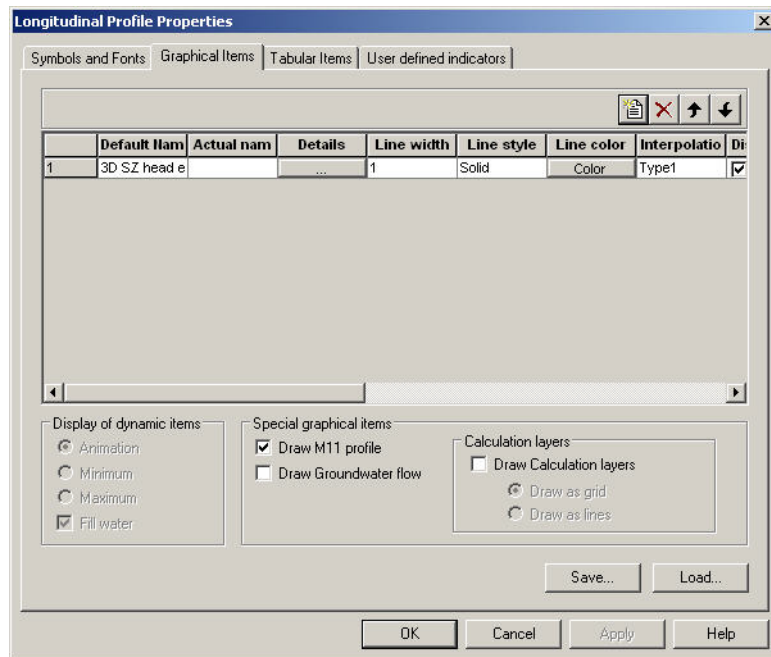 Longitudinal Profile Properties
Symbols and Fonts Graphical Items Tabular Items User defined indicators
Default Nam Actual nam Details Line width Line style Line color Interpolatio Di
1 3D SZ head e ... 1 Solid Color Type1
Display of dynamic items
Animation
Minimum
Maximum
Fill water
Special graphical items
Draw M11 profile
Draw Groundwater flow
Calculation layers
Draw Calculation layers
Draw as grid
Draw as lines
Save... Load...
OK Cancel Apply Help